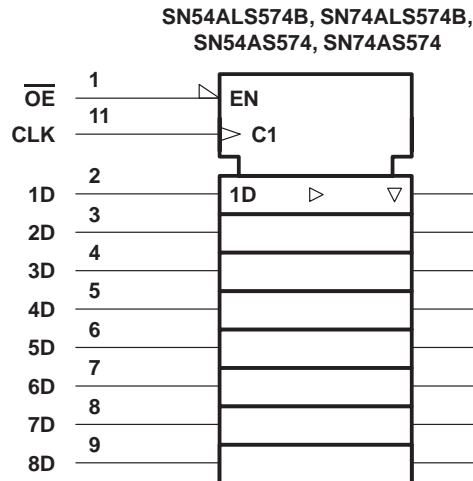 SN54ALS574B, SN74ALS574B,
SN54AS574, SN74AS574
OE 1 EN
CLK 11 C1
1D 2 1D
2D 3
3D 4
4D 5
5D 6
6D 7
7D 8
8D 9